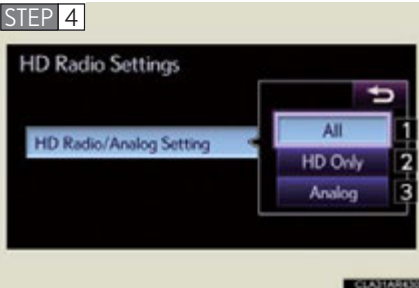 STEP 4
HD Radio Settings
All 1
HD Radio/Analog Setting
HD Only 2
Analog 3